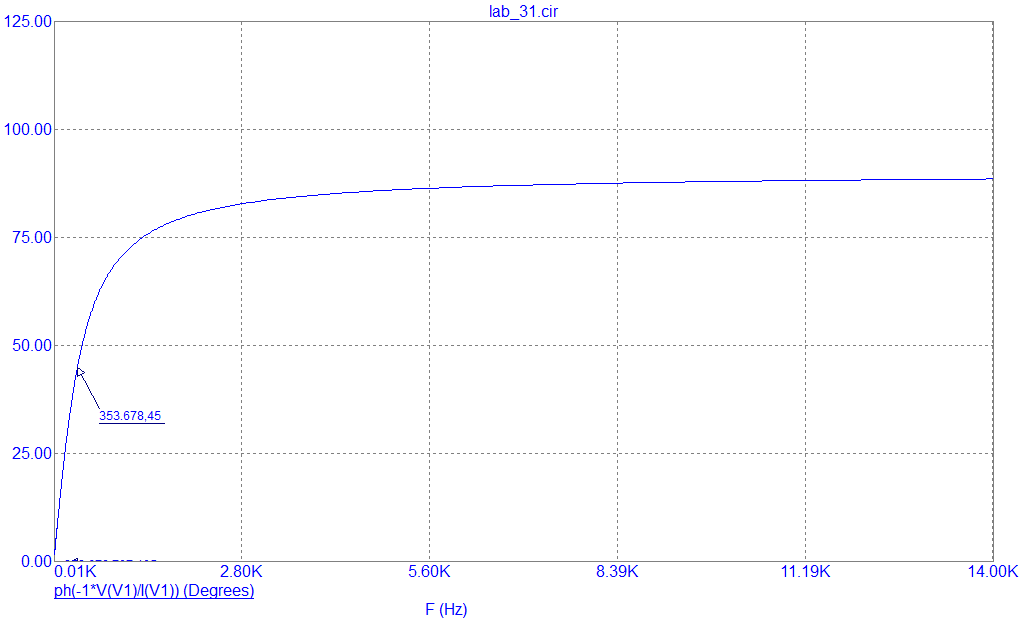 lab_31.cir
125.00
100.00
75.00
50.00
353.678,45
25.00
0.00
0.01K 2.80K 5.60K 8.39K 11.19K 14.00K
ph(-1*V(V1)/I(V1)) (Degrees)
F (Hz)